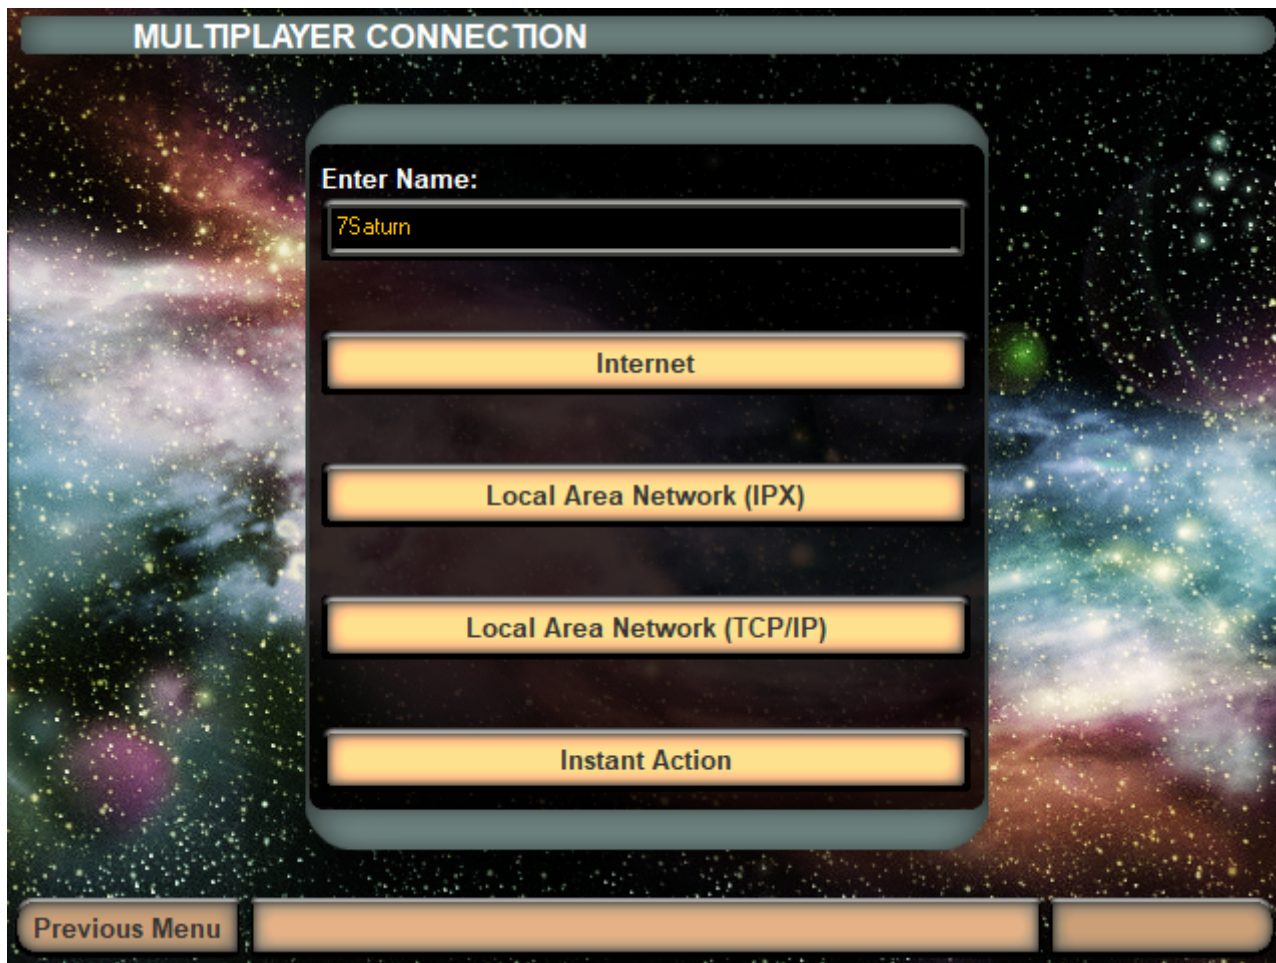 MULTIPLAYER CONNECTION
Enter Name:
7Saturn
Internet
Local Area Network (IPX)
Local Area Network (TCP/IP)
Instant Action
Previous Menu